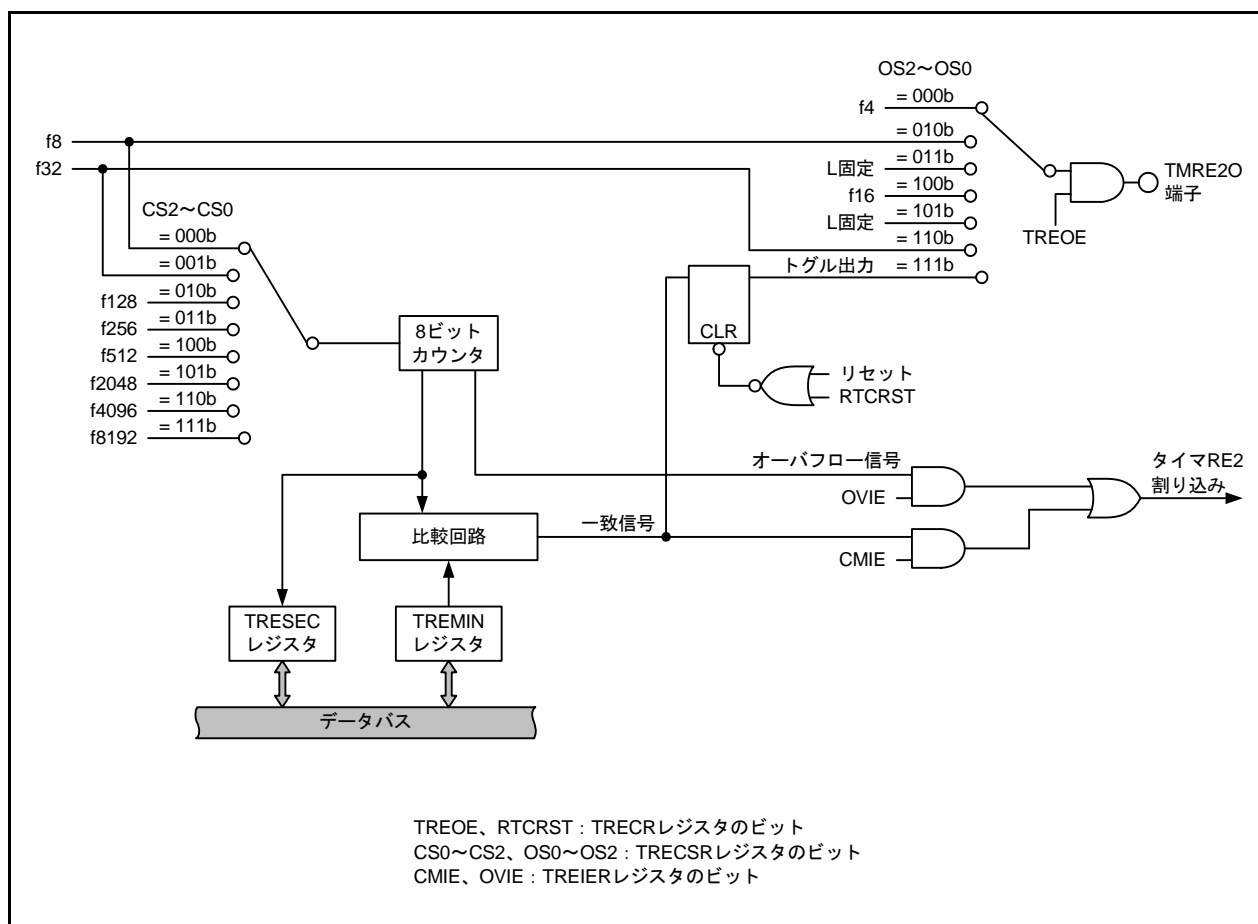 OS2～OS0
f4
= 000b
f8
= 010b
f32
L固定
= 011b
f16
= 100b
L固定
= 101b
= 110b
トグル出力
= 111b
TMRE2O
端子
TREOE
CS2～CS0
= 000b
= 001b
f128
= 010b
f256
= 011b
f512
= 100b
f2048
= 101b
f4096
= 110b
f8192
= 111b
8ビット
カウンタ
CLR
リセット
RTCRST
オーバフロー信号
OVIE
タイマRE2
割り込み
比較回路
一致信号
CMIE
TRESEC
レジスタ
TREMIN
レジスタ
データバス
TREOE、RTCRST：TRECRレジスタのビット
CS0～CS2、OS0～OS2：TRECSRレジスタのビット
CMIE、OVIE：TREIERレジスタのビット